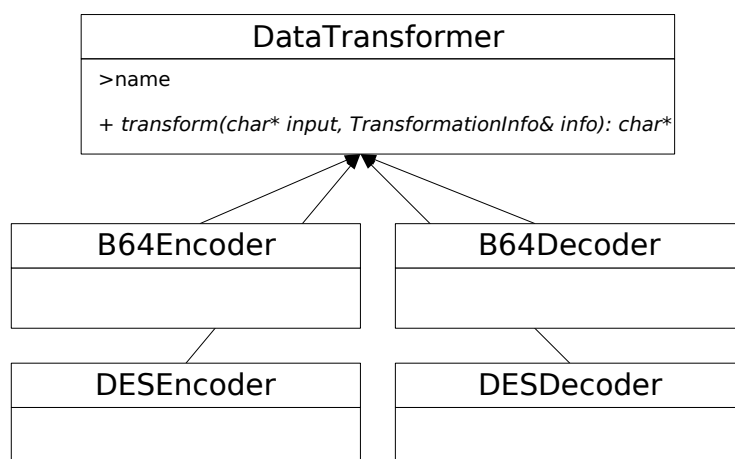 DataTransformer
>name
+ transform(char* input, TransformationInfo& info): char*
B64Encoder
B64Decoder
DESEncoder
DESDecoder